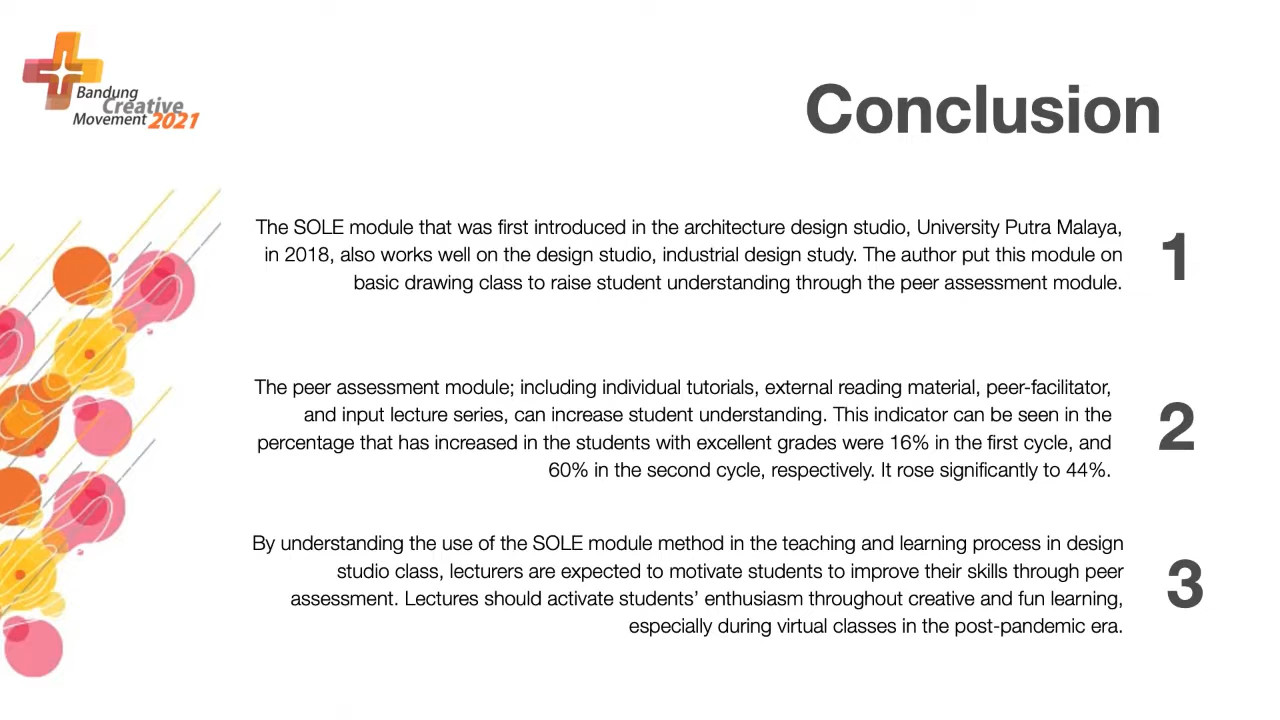 Bandung
Creative
Movement 2021
Conclusion
The SOLE module that was first introduced in the architecture design studio, University Putra Malaya,
in 2018, also works well on the design studio, industrial design study. The author put this module on
basic drawing class to raise student understanding through the peer assessment module.
1
The peer assessment module; including individual tutorials, external reading material, peer-facilitator,
and input lecture series, can increase student understanding. This indicator can be seen in the
percentage that has increased in the students with excellent grades were 16% in the first cycle, and
60% in the second cycle, respectively. It rose significantly to 44%.
2
By understanding the use of the SOLE module method in the teaching and learning process in design
studio class, lecturers are expected to motivate students to improve their skills through peer
assessment. Lectures should activate students’ enthusiasm throughout creative and fun learning,
especially during virtual classes in the post-pandemic era.
3